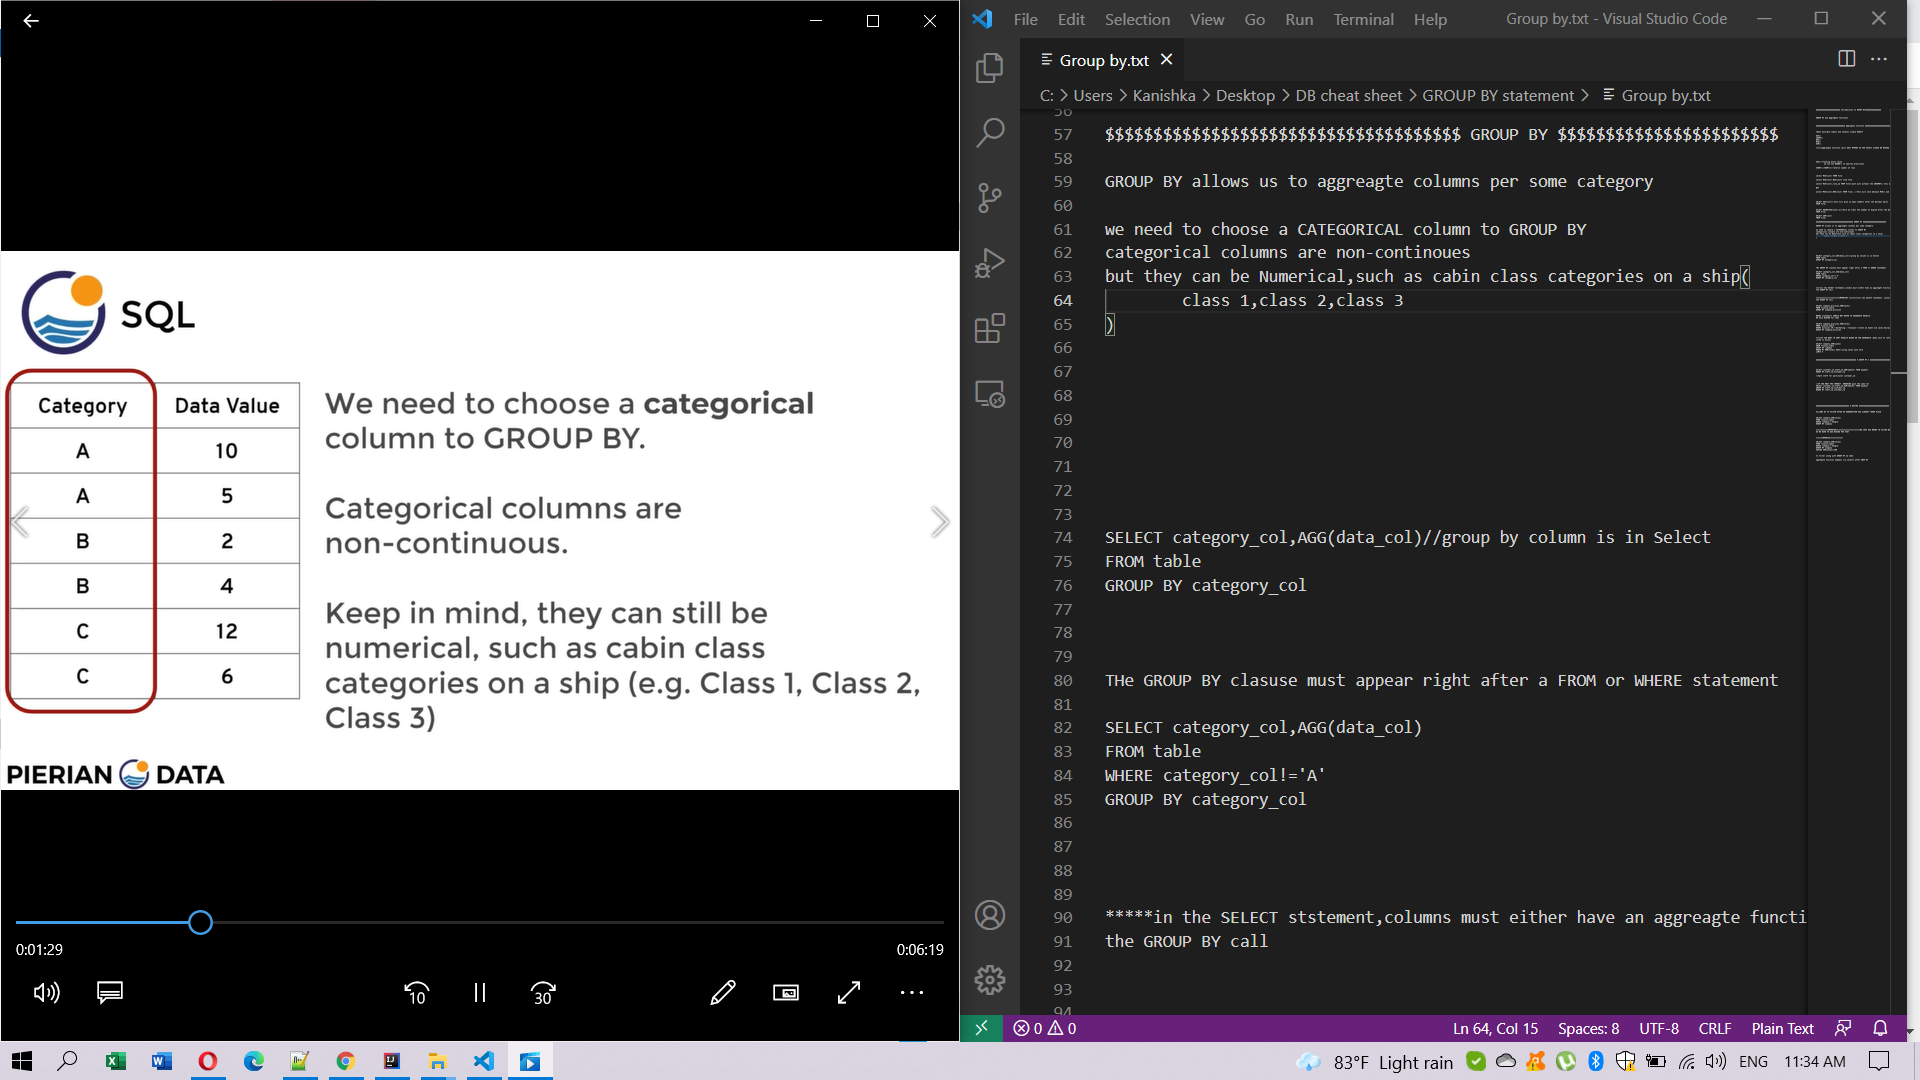 SQL
Category Data Value
A 10
A 5
B 2
B 4
C 12
C 6
We need to choose a categorical
column to GROUP BY.
Categorical columns are
non-continuous.
Keep in mind, they can still be
numerical, such as cabin class
categories on a ship (e.g. Class 1, Class 2,
Class 3)
PIERIAN DATA
0:01:29
0:06:19
10
30
File Edit Selection View Go Run Terminal Help
Group by.txt - Visual Studio Code
Group by.txt
C: > Users > Kanishka > Desktop > DB cheat sheet > GROUP BY statement > Group by.txt
56
57 $$$$$$$$$$$$$$$$$$$$$$$$$$$$$$$$$$$$$ GROUP BY $$$$$$$$$$$$$$$$$$$$$$$
58
59 GROUP BY allows us to aggreagte columns per some category
60
61 we need to choose a CATEGORICAL column to GROUP BY
62 categorical columns are non-continoues
63 but they can be Numerical,such as cabin class categories on a ship(
64 class 1,class 2,class 3
65 )
66
67
68
69
70
71
72
73
74 SELECT category_col,AGG(data_col)//group by column is in Select
75 FROM table
76 GROUP BY category_col
77
78
79
80 THe GROUP BY clasuse must appear right after a FROM or WHERE statement
81
82 SELECT category_col,AGG(data_col)
83 FROM table
84 WHERE category_col!='A'
85 GROUP BY category_col
86
87
88
89
90 *****in the SELECT ststement,columns must either have an aggreagte functi
91 the GROUP BY call
92
93
94
0 0
Ln 64, Col 15 Spaces: 8 UTF-8 CRLF Plain Text
83°F Light rain ENG 11:34 AM